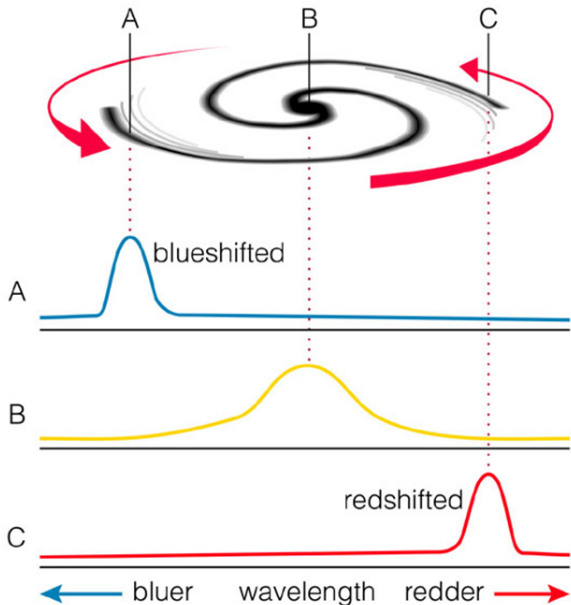 A B C
blueshifted
A
B
redshifted
C
bluer wavelength redder